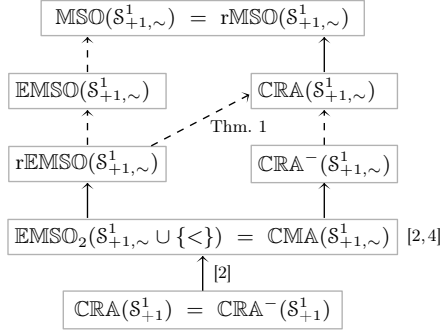 𝕄𝕊𝕆(𝒮¹₊₁,∼) = r𝕄𝕊𝕆(𝒮¹₊₁,∼)
𝔼𝕄𝕊𝕆(𝒮¹₊₁,∼) ℂℝ𝔸(𝒮¹₊₁,∼)
Thm. 1
r𝔼𝕄𝕊𝕆(𝒮¹₊₁,∼) ℂℝ𝔸⁻(𝒮¹₊₁,∼)
𝔼𝕄𝕊𝕆₂(𝒮¹₊₁,∼ ∪ {<}) = ℂ𝕄𝔸(𝒮¹₊₁,∼) [2,4]
[2]
ℂℝ𝔸(𝒮¹₊₁) = ℂℝ𝔸⁻(𝒮¹₊₁)